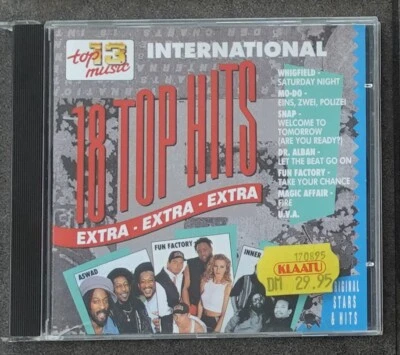 top 13
music
INTERNATIONAL
18 TOP HITS
EXTRA - EXTRA - EXTRA
WHIGFIELD -
SATURDAY NIGHT
MO-DO -
EINS, ZWEI, POLIZEI
SNAP -
WELCOME TO
TOMORROW
(ARE YOU READY?)
DR. ALBAN -
LET THE BEAT GO ON
FUN FACTORY -
TAKE YOUR CHANCE
MAGIC AFFAIR -
FIRE
U.V.A.
ASWAD
FUN FACTORY
INNER
170895
KLAATU
DM 29.95
STARS
& HITS